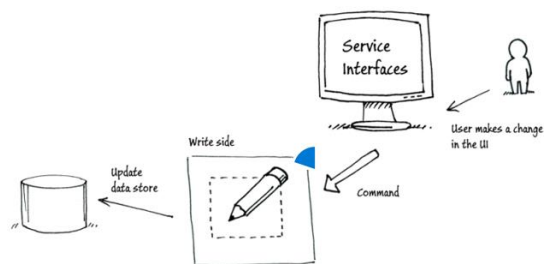 Service
Interfaces
User makes a change
in the UI
Write side
Update
data store
Command